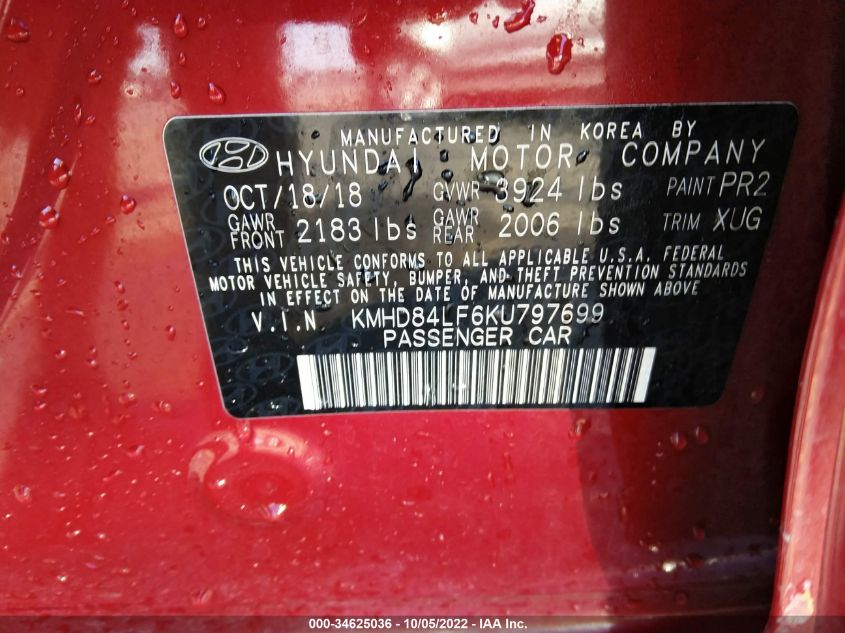 MANUFACTURED IN KOREA BY
HYUNDAI MOTOR COMPANY
OCT/18/18 GVWR 3924 lbs PAINT PR2
GAWR FRONT 2183 lbs GAWR REAR 2006 lbs TRIM XUG
THIS VEHICLE CONFORMS TO ALL APPLICABLE U.S.A. FEDERAL
MOTOR VEHICLE SAFETY, BUMPER, AND THEFT PREVENTION STANDARDS
IN EFFECT ON THE DATE OF MANUFACTURE SHOWN ABOVE
V.I.N. KMHD84LF6KU797699
PASSENGER CAR
000-34625036 - 10/05/2022 - IAA Inc.